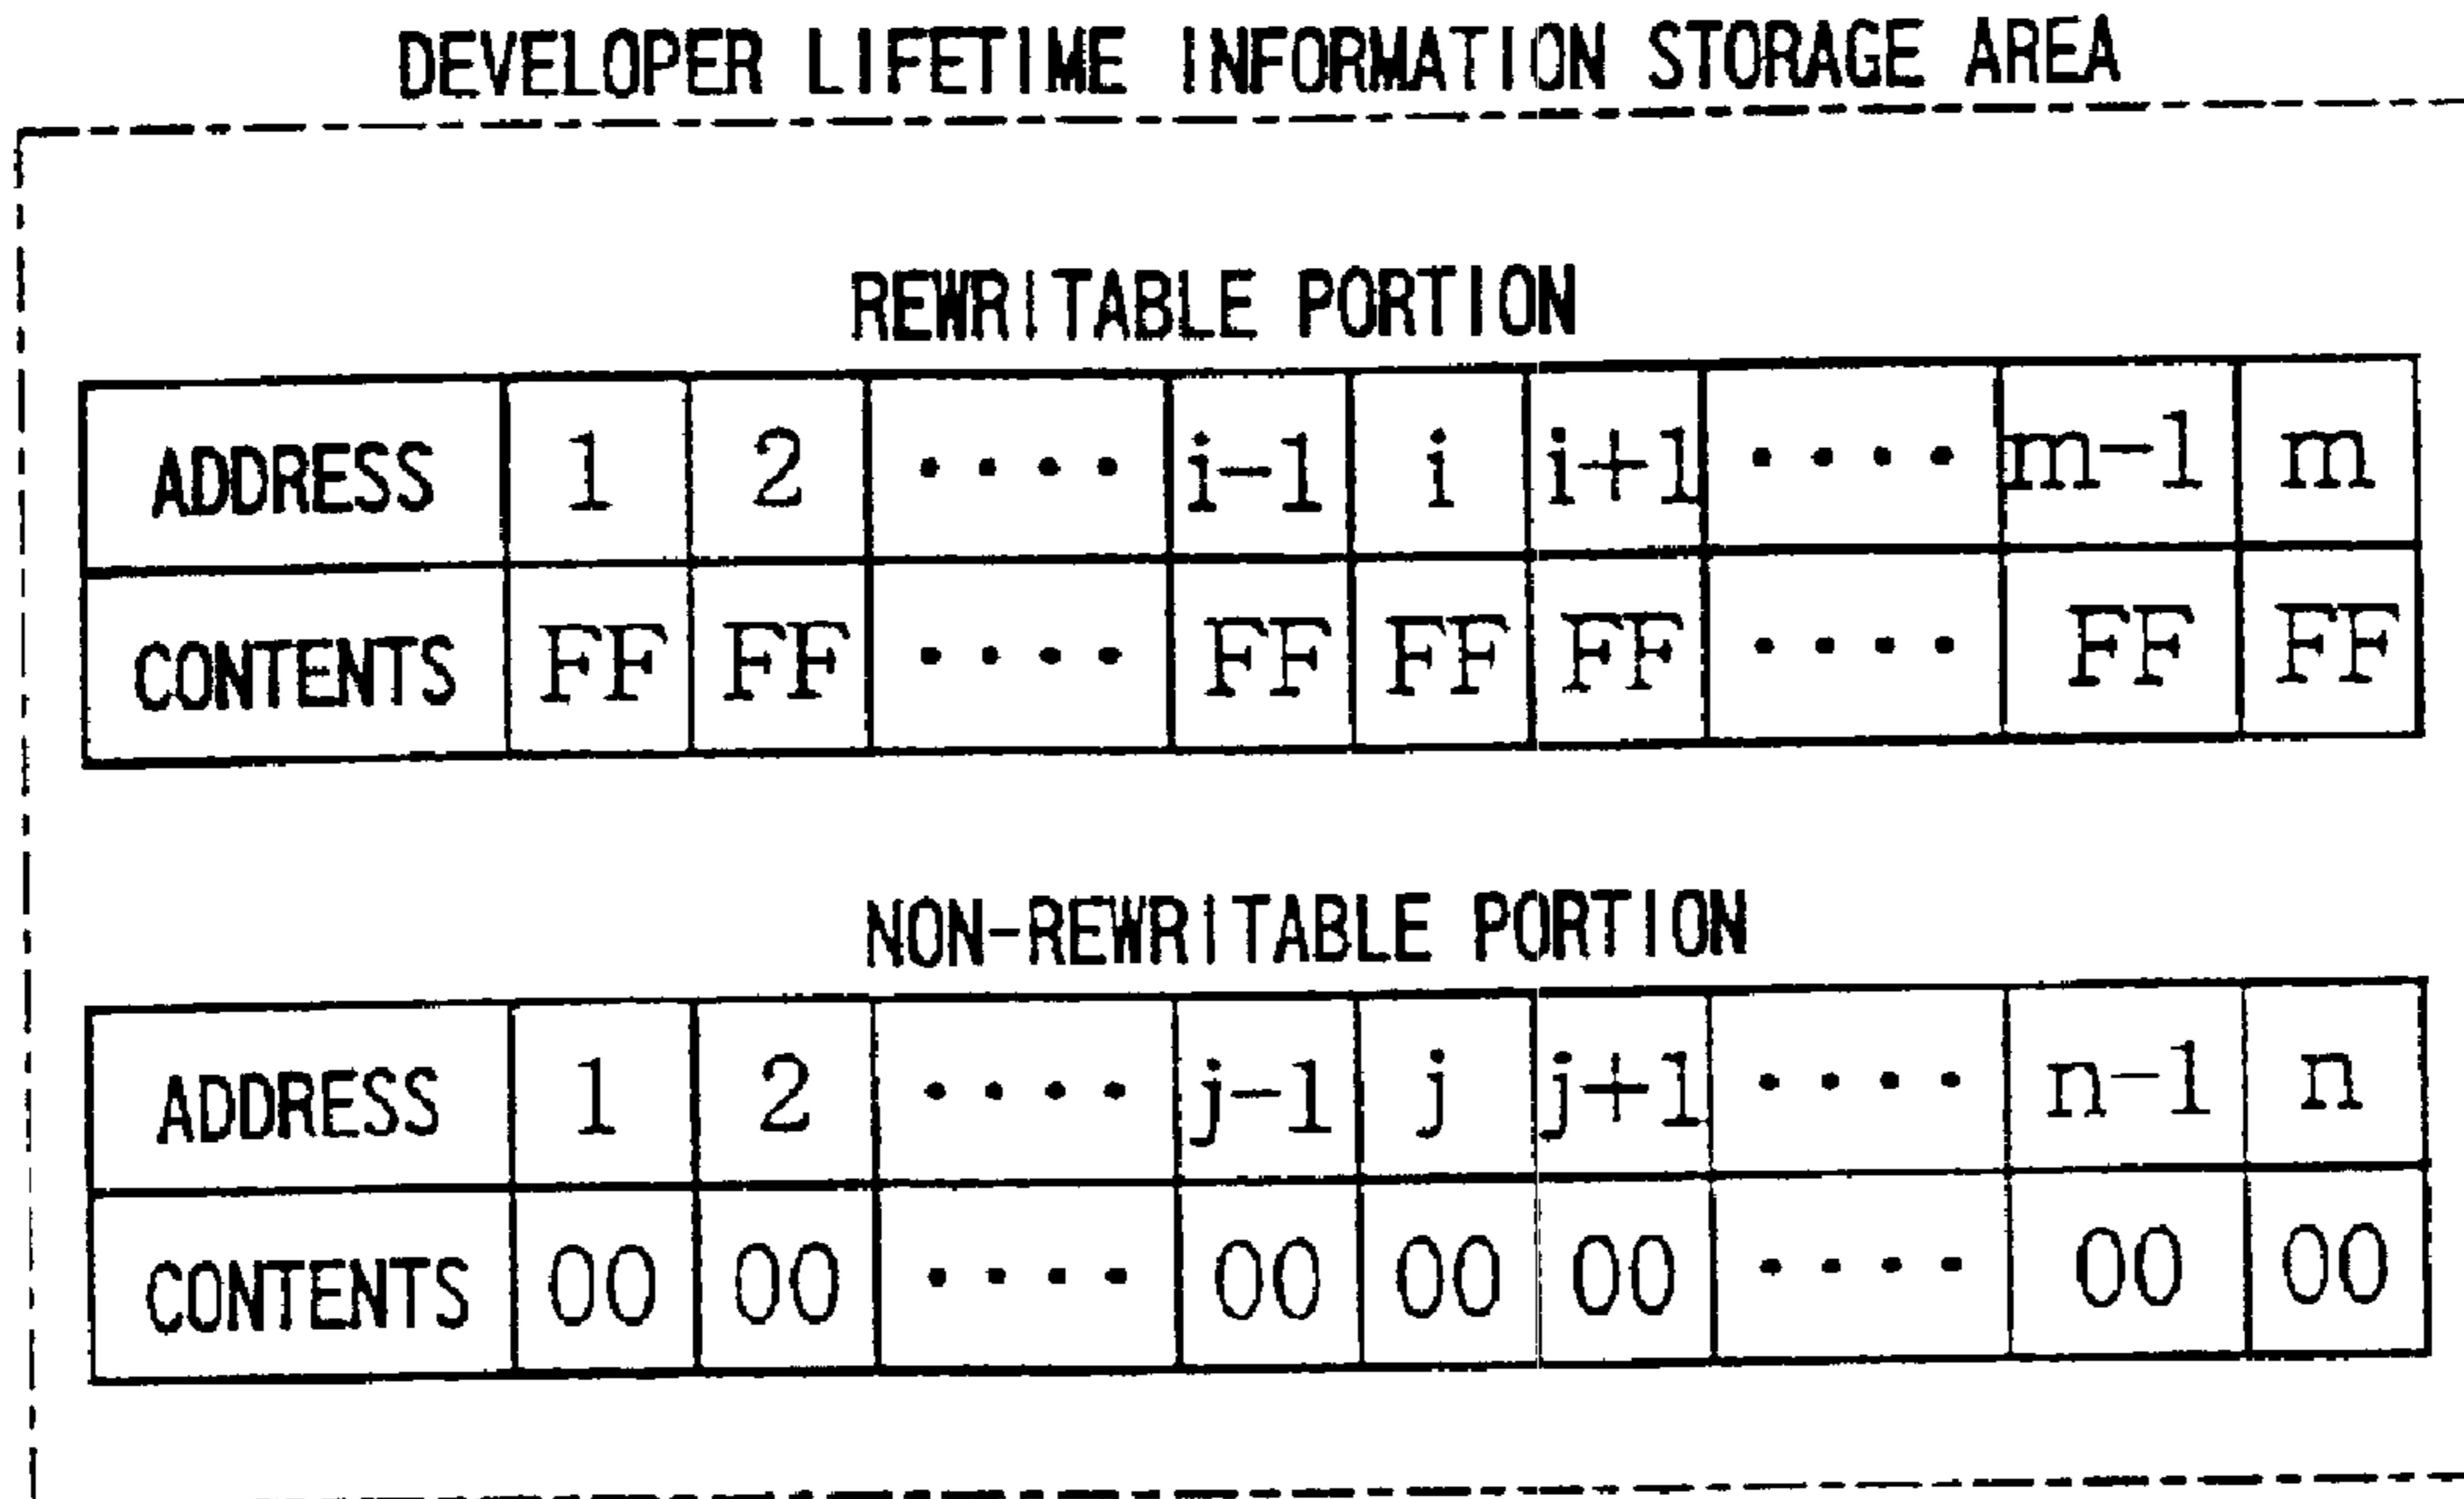 DEVELOPER LIFETIME INFORMATION STORAGE AREA
REWRITABLE PORTION
ADDRESS 1 2 ···· i-1 i i+1 ···· m-1 m
CONTENTS FF FF ···· FF FF FF ···· FF FF
NON-REWRITABLE PORTION
ADDRESS 1 2 ···· j-1 j j+1 ···· n-1 n
CONTENTS 00 00 ···· 00 00 00 ···· 00 00